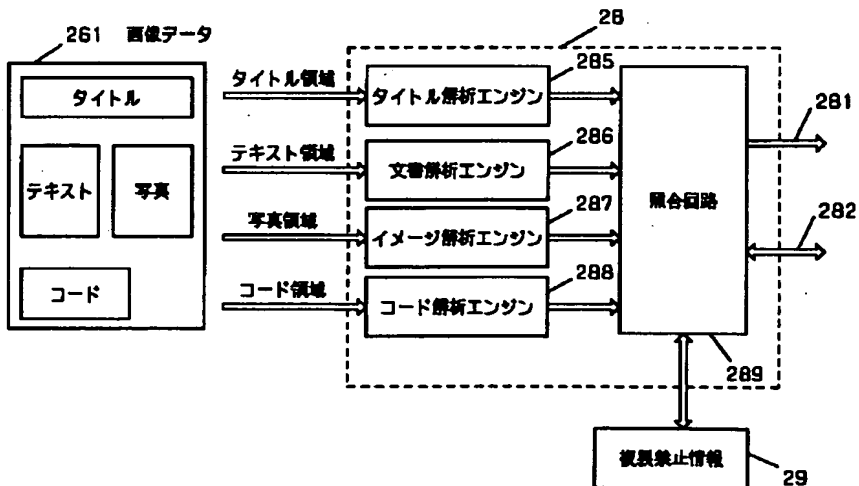 261 画像データ
28
285
タイトル領域
タイトル解析エンジン
タイトル
281
286
テキスト領域
文書解析エンジン
テキスト
写真
照合回路
287
写真領域
イメージ解析エンジン
282
288
コード領域
コード解析エンジン
コード
289
複製禁止情報
29